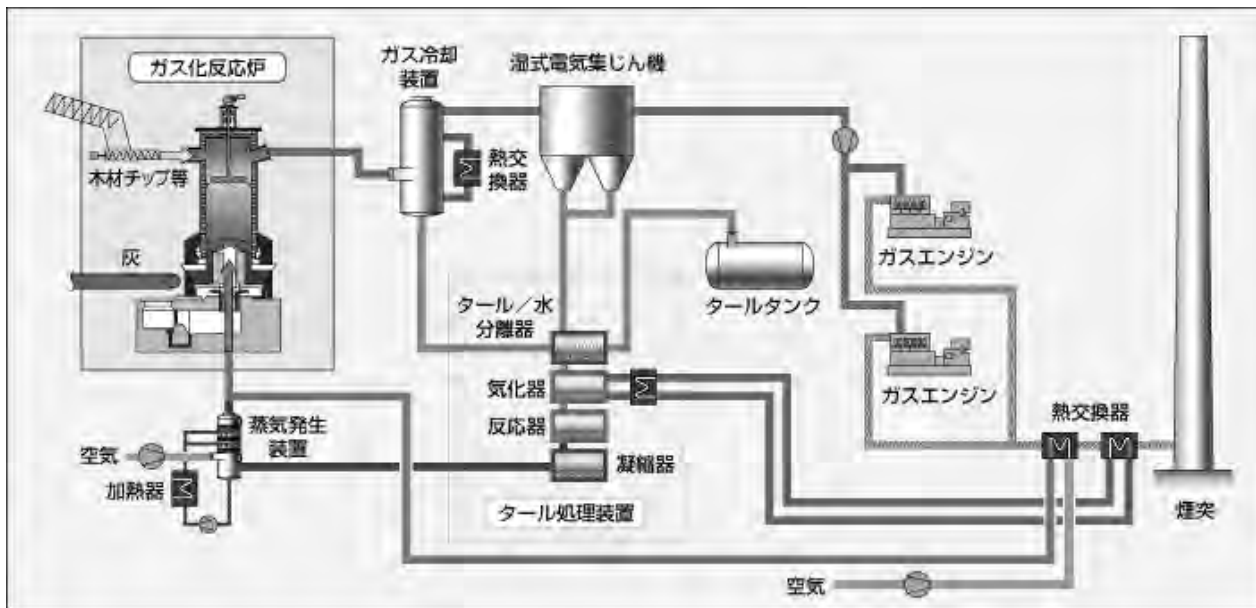 ガス化反応炉
ガス冷却
装置
湿式電気集じん機
木材チップ等
熱交
換器
灰
タール／水
分離器
タールタンク
ガスエンジン
気化器
ガスエンジン
反応器
熱交換器
蒸気発生
装置
空気
凝縮器
加熱器
タール処理装置
煙突
空気